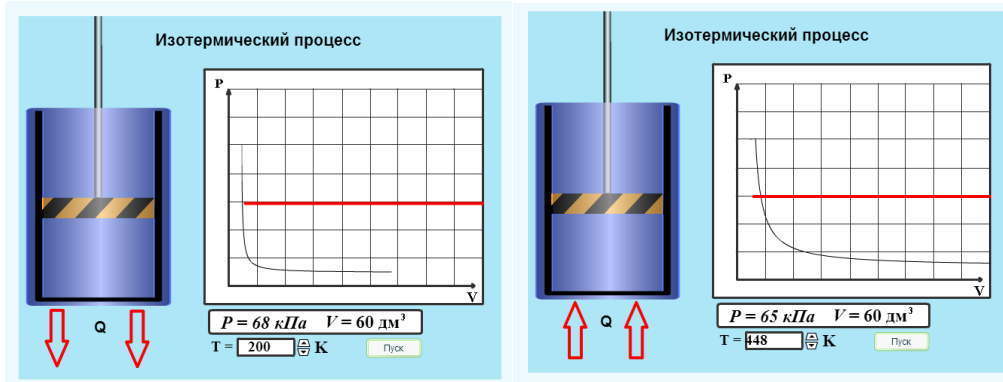 Изотермический процесс
P
V
Q
P = 68 кПа V = 60 дм³
T = 200 K Пуск
Изотермический процесс
P
V
Q
P = 65 кПа V = 60 дм³
T = 448 K Пуск